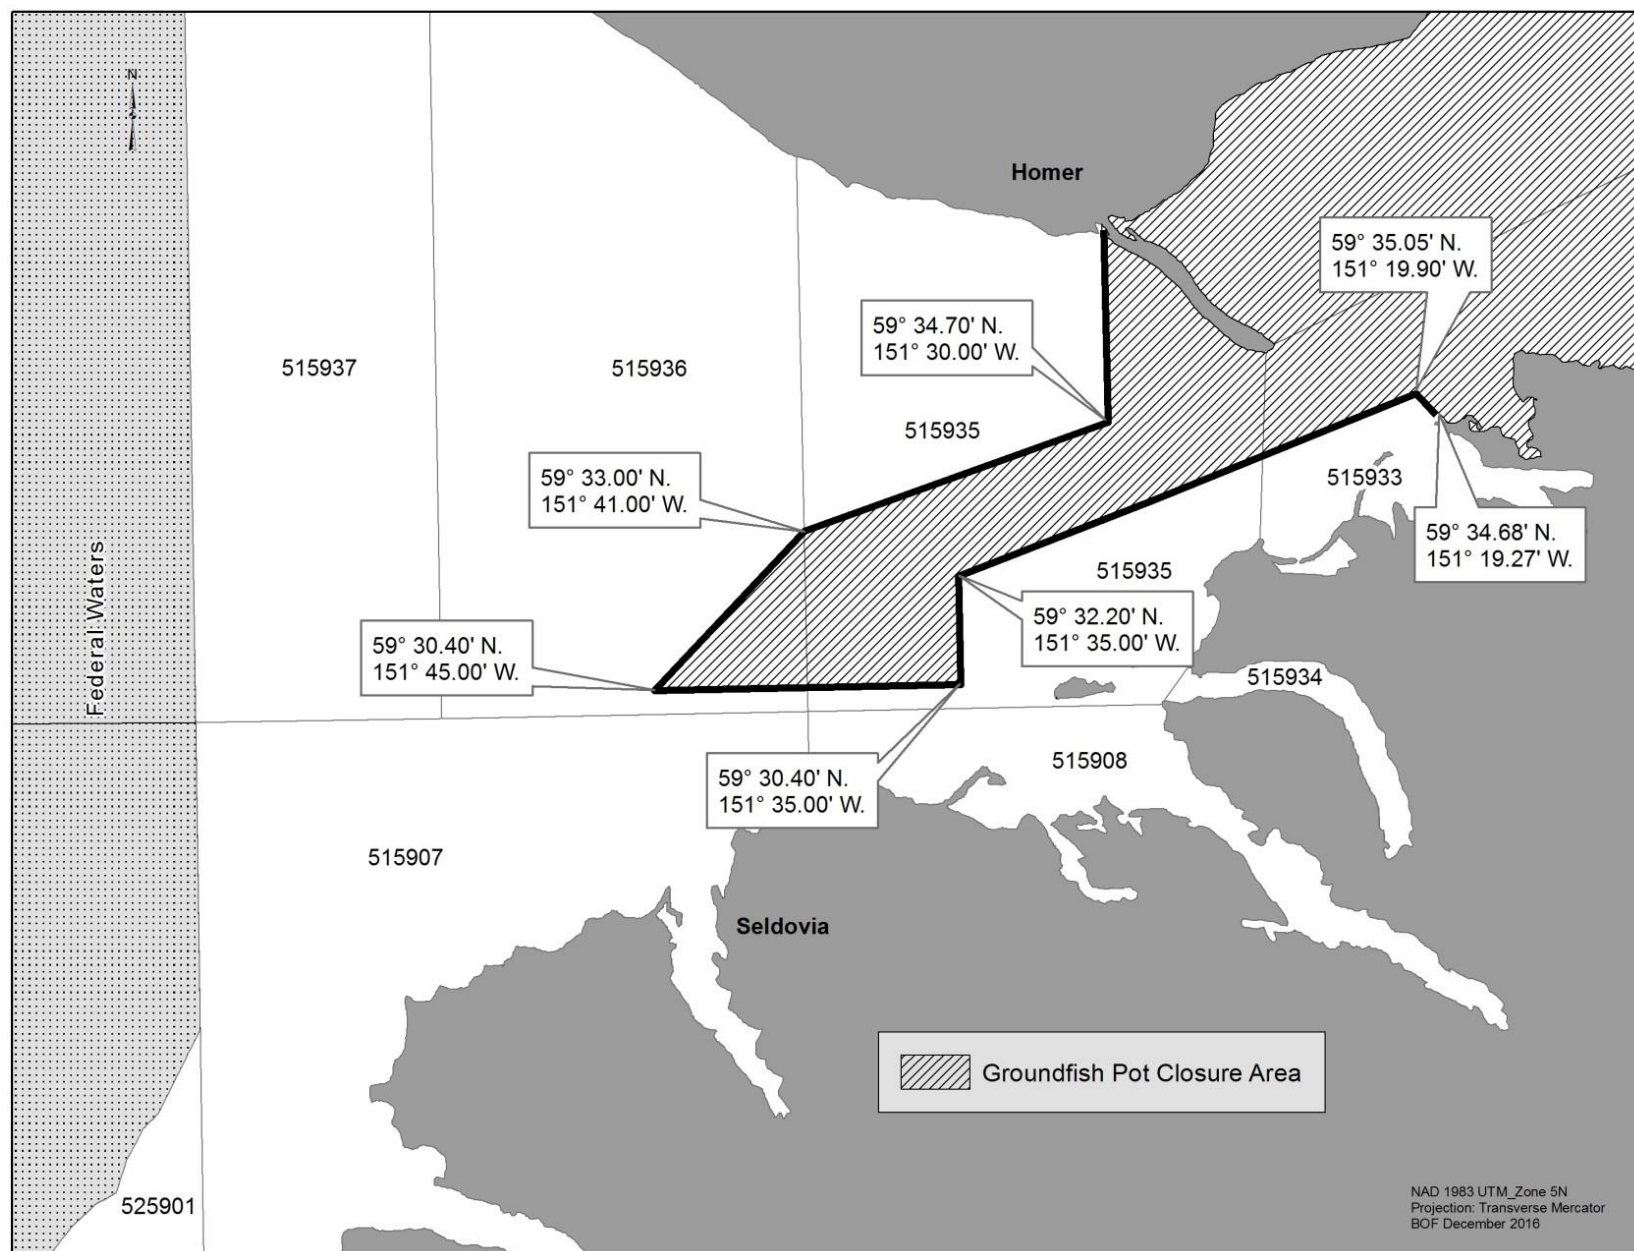 N
S
Homer
59° 35.05' N.
151° 19.90' W.
59° 34.70' N.
151° 30.00' W.
515937
515936
515935
59° 33.00' N.
151° 41.00' W.
515933
59° 34.68' N.
151° 19.27' W.
Federal Waters
515935
59° 32.20' N.
151° 35.00' W.
59° 30.40' N.
151° 45.00' W.
515934
59° 30.40' N.
151° 35.00' W.
515908
515907
Seldovia
Groundfish Pot Closure Area
525901
NAD 1983 UTM_Zone 5N
Projection: Transverse Mercator
BOF December 2016